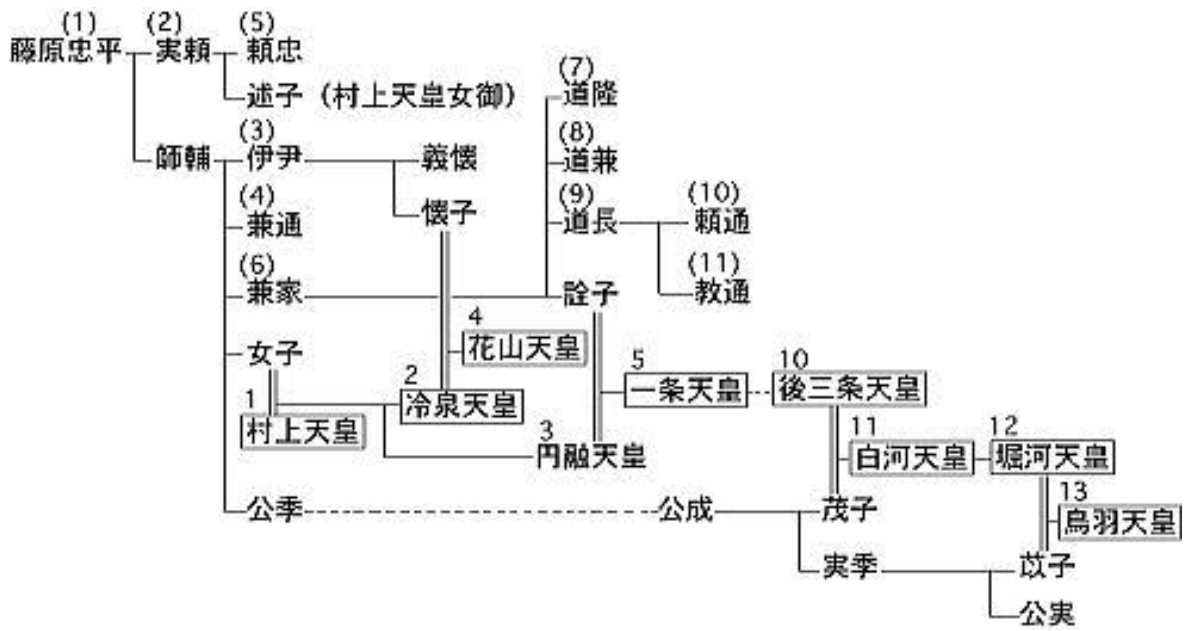 (1) (2) (5)
藤原忠平 実頼 頼忠
(7)
述子（村上天皇女御） 道隆
(3) (8)
師輔 伊尹 義懐 道兼
(4) (9) (10)
兼通 懐子 道長 頼通
(6) (11)
兼家 詮子 教通
4
女子 花山天皇
1 2 5 10
村上天皇 冷泉天皇 一条天皇 後三条天皇
3 11 12
円融天皇 白河天皇 堀河天皇
13
公季 公成 茂子 鳥羽天皇
実季 苡子
公実